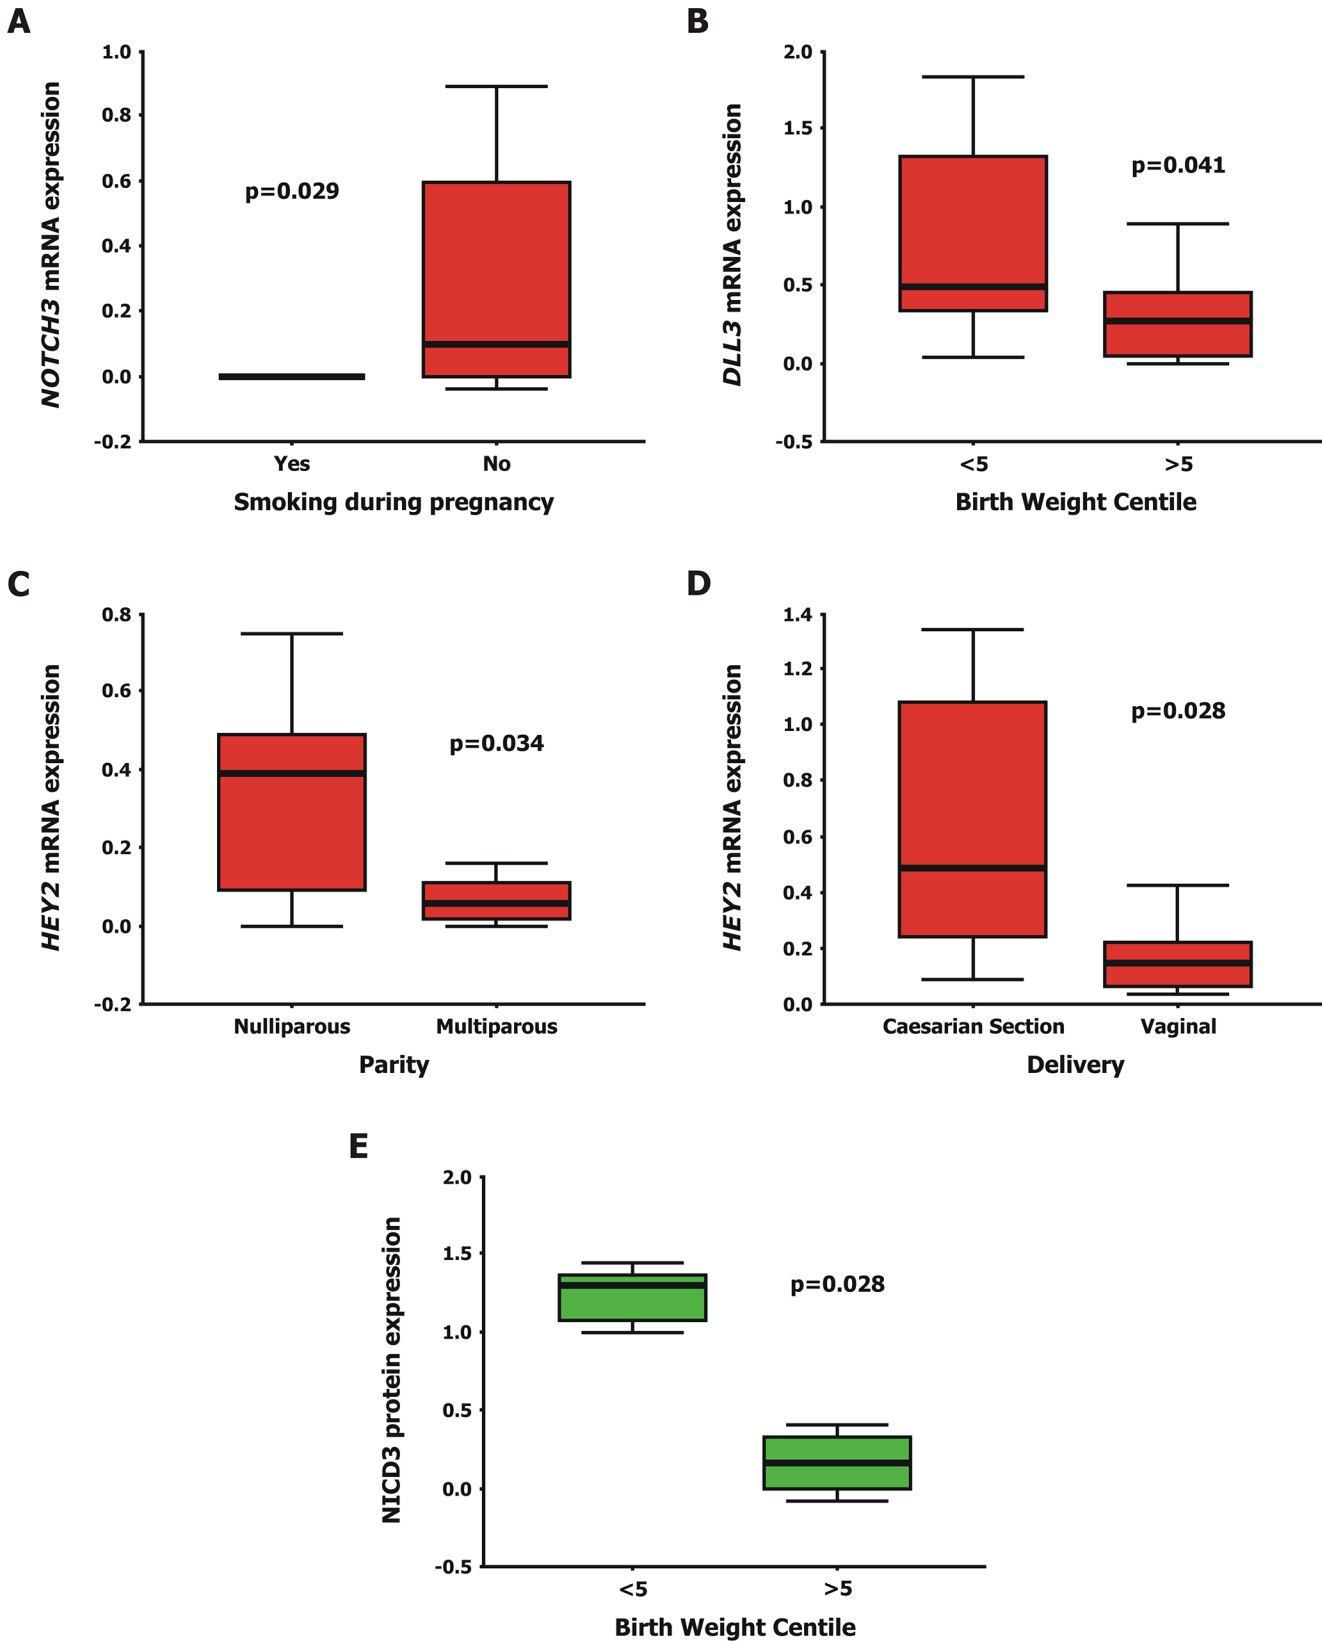 A
NOTCH3 mRNA expression
1.0
0.8
0.6
0.4
0.2
0.0
-0.2
p=0.029
Yes
No
Smoking during pregnancy
B
DLL3 mRNA expression
2.0
1.5
1.0
0.5
0.0
-0.5
p=0.041
<5
>5
Birth Weight Centile
C
HEY2 mRNA expression
0.8
0.6
0.4
0.2
0.0
-0.2
p=0.034
Nulliparous
Multiparous
Parity
D
HEY2 mRNA expression
1.4
1.2
1.0
0.8
0.6
0.4
0.2
0.0
p=0.028
Caesarian Section
Vaginal
Delivery
E
NICD3 protein expression
2.0
1.5
1.0
0.5
0.0
-0.5
p=0.028
<5
>5
Birth Weight Centile